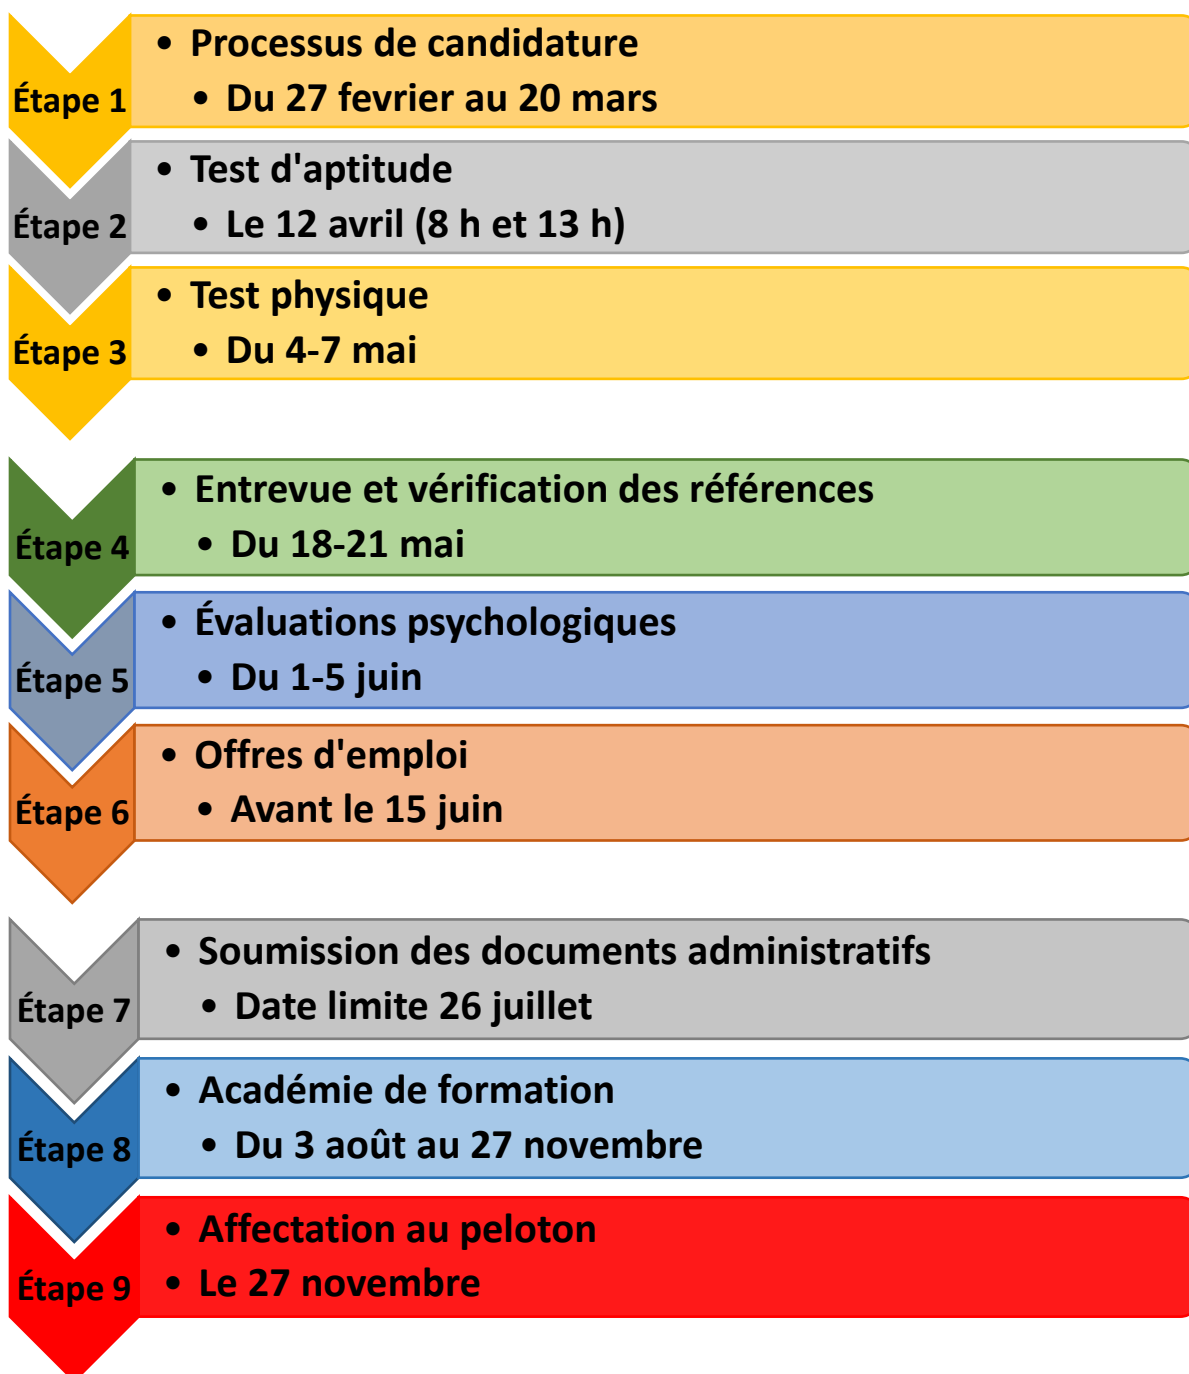 Étape 1
• Processus de candidature
• Du 27 fevrier au 20 mars
Étape 2
• Test d'aptitude
• Le 12 avril (8 h et 13 h)
Étape 3
• Test physique
• Du 4-7 mai
Étape 4
• Entrevue et vérification des références
• Du 18-21 mai
Étape 5
• Évaluations psychologiques
• Du 1-5 juin
Étape 6
• Offres d'emploi
• Avant le 15 juin
Étape 7
• Soumission des documents administratifs
• Date limite 26 juillet
Étape 8
• Académie de formation
• Du 3 août au 27 novembre
Étape 9
• Affectation au peloton
• Le 27 novembre